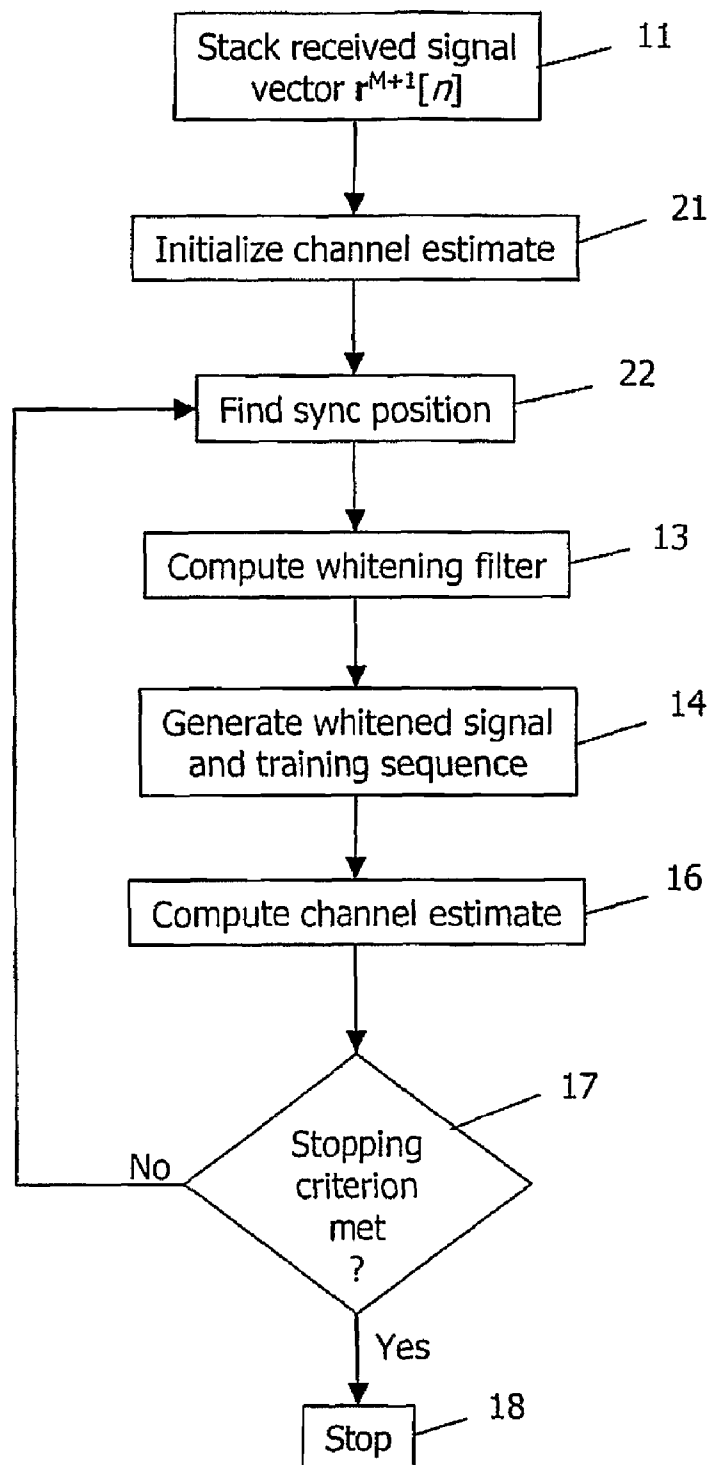 Stack received signal
vector r^{M+1}[n]
11
Initialize channel estimate
21
Find sync position
22
Compute whitening filter
13
Generate whitened signal
and training sequence
14
Compute channel estimate
16
Stopping
criterion
met
?
17
No
Yes
Stop
18